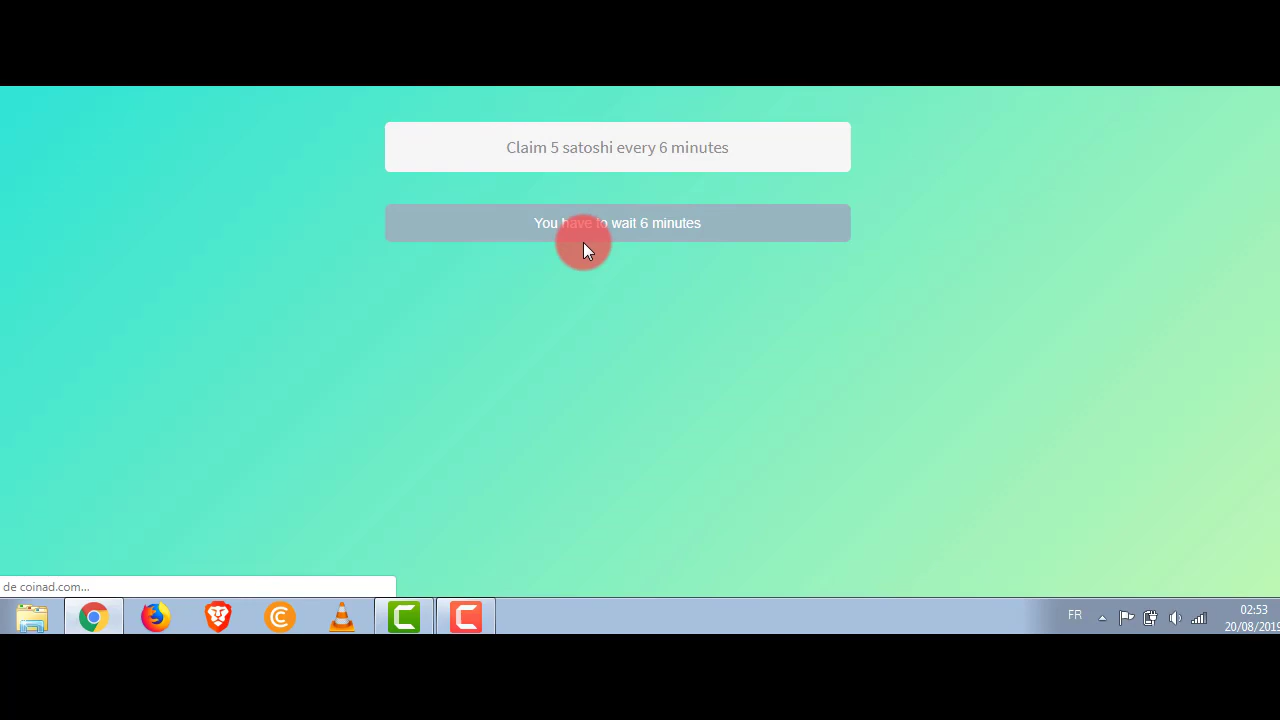 Claim 5 satoshi every 6 minutes
You have to wait 6 minutes
de coinad.com...
FR
02:53
20/08/2019